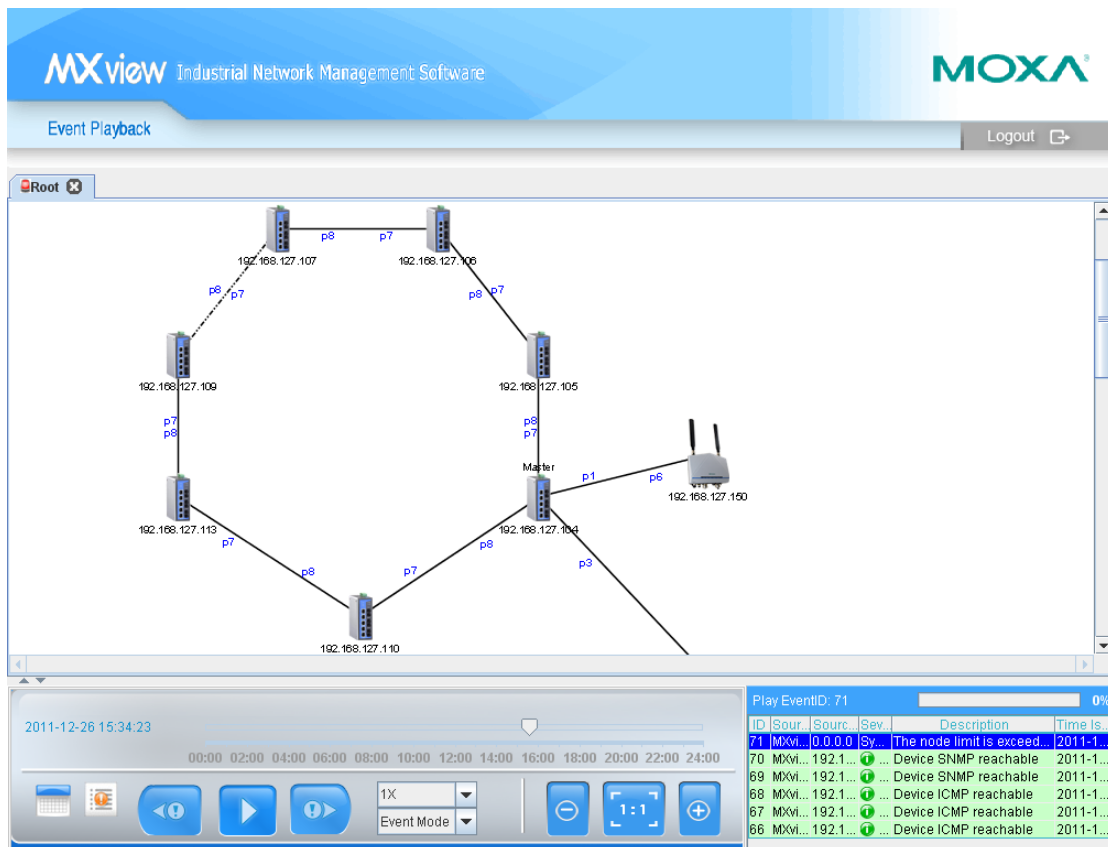 MXview Industrial Network Management Software
MOXA
Event Playback
Logout
Root
p8 p7
192.168.127.107 192.168.127.106
p8 p7
p8 p7
192.168.127.109 192.168.127.105
p7 p8
p8 p7
Master
p1 p6
192.168.127.150
192.168.127.113 192.168.127.104
p7 p8
p8 p7
p3
192.168.127.110
Play EventID: 71 0%
2011-12-26 15:34:23
00:00 02:00 04:00 06:00 08:00 10:00 12:00 14:00 16:00 18:00 20:00 22:00 24:00
1X
Event Mode
1:1
ID Sour... Sourc... Sev... Description Time Is...
71 MXvi... 0.0.0.0 Sy... The node limit is exceed... 2011-1...
70 MXvi... 192.1... ... Device SNMP reachable 2011-1...
69 MXvi... 192.1... ... Device SNMP reachable 2011-1...
68 MXvi... 192.1... ... Device ICMP reachable 2011-1...
67 MXvi... 192.1... ... Device ICMP reachable 2011-1...
66 MXvi... 192.1... ... Device ICMP reachable 2011-1...